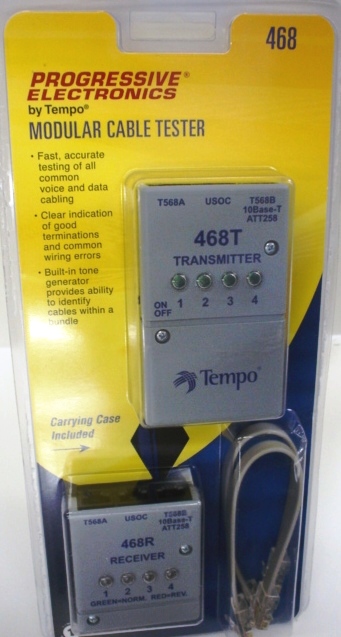 468
PROGRESSIVE®
ELECTRONICS
by Tempo®
MODULAR CABLE TESTER
• Fast, accurate
testing of all
common
voice and data
cabling
• Clear indication
of good
terminations
and common
wiring errors
• Built-in tone
generator
provides ability
to identify
cables within a
bundle
T568A USOC T568B
10Base-T
ATT258
468T
TRANSMITTER
ON
OFF 1 2 3 4
Tempo®
Carrying Case
Included
T568A USOC T568B
10Base-T
ATT258
468R
RECEIVER
1 2 3 4
GREEN=NORM. RED=REV.